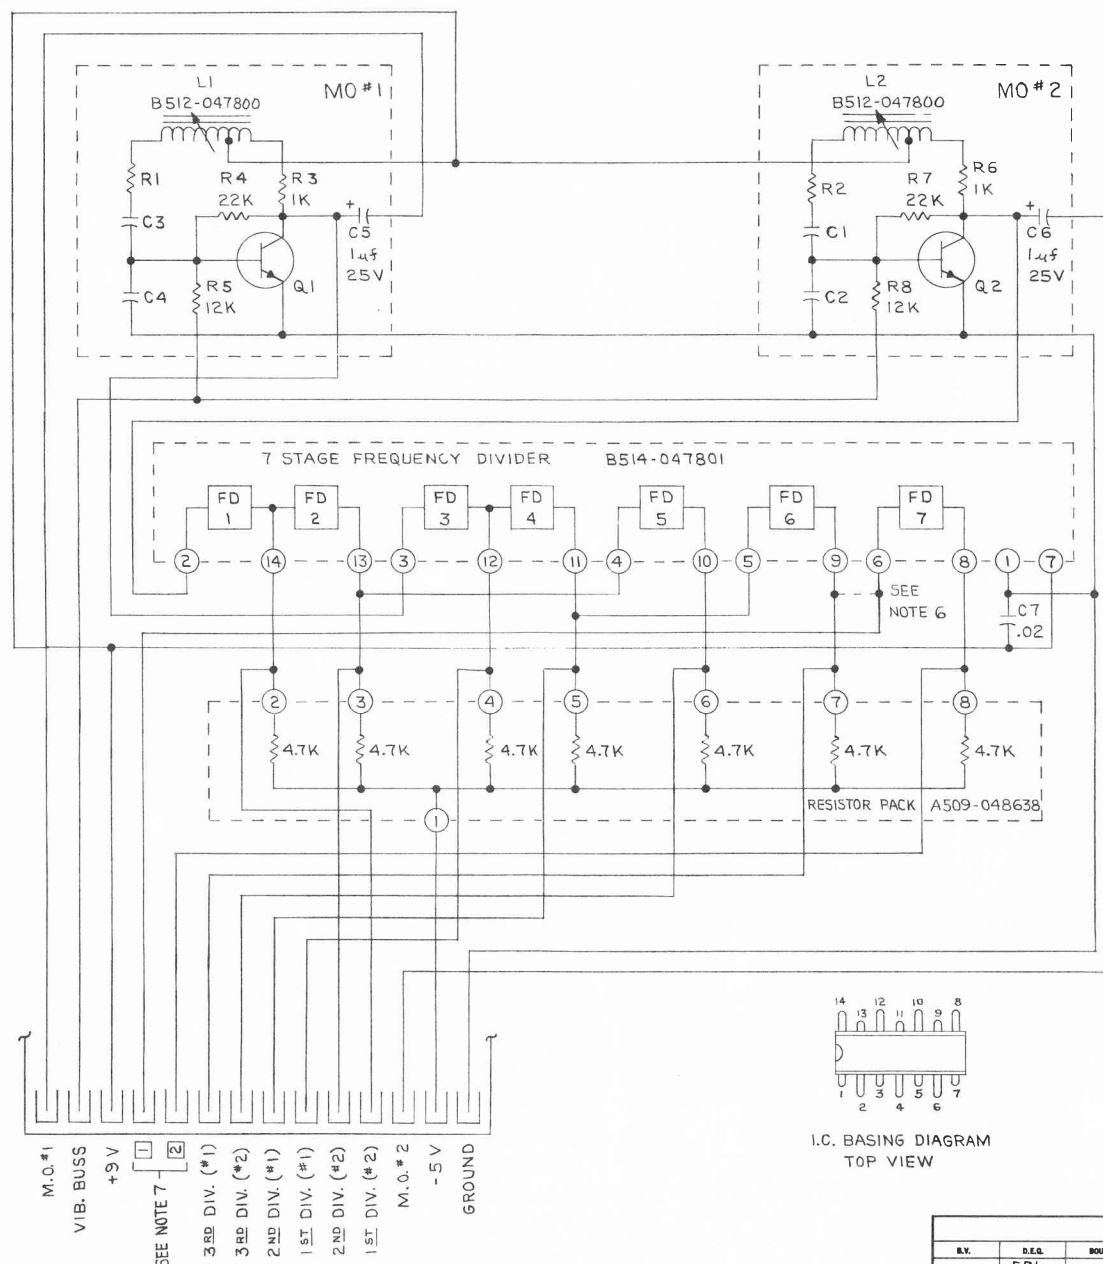 L1
B512-047800
MO #1
R1
R4
22K
R3
1K
C3
+
C5
1uf
25V
C4
R5
12K
Q1
L2
B512-047800
MO #2
R2
R7
22K
R6
1K
C1
+
C6
1uf
25V
C2
R8
12K
Q2
7 STAGE FREQUENCY DIVIDER B514-047801
FD 1
FD 2
FD 3
FD 4
FD 5
FD 6
FD 7
2 14 13 3 12 11 4 10 5 9 6 8 1 7
SEE
NOTE 6
C7
.02
2 3 4 5 6 7 8
4.7K 4.7K 4.7K 4.7K 4.7K 4.7K 4.7K
RESISTOR PACK A509-048638
1
14 13 12 11 10 9 8
1 2 3 4 5 6 7
I.C. BASING DIAGRAM
TOP VIEW
M.O.#1
VIB. BUSS
+9V
1
2
SEE NOTE 7
3RD DIV. (#1)
3RD DIV. (#2)
2ND DIV. (#1)
1ST DIV. (#1)
2ND DIV. (#2)
1ST DIV. (#2)
M.O.#2
-5V
GROUND
B.V. D.E.Q.